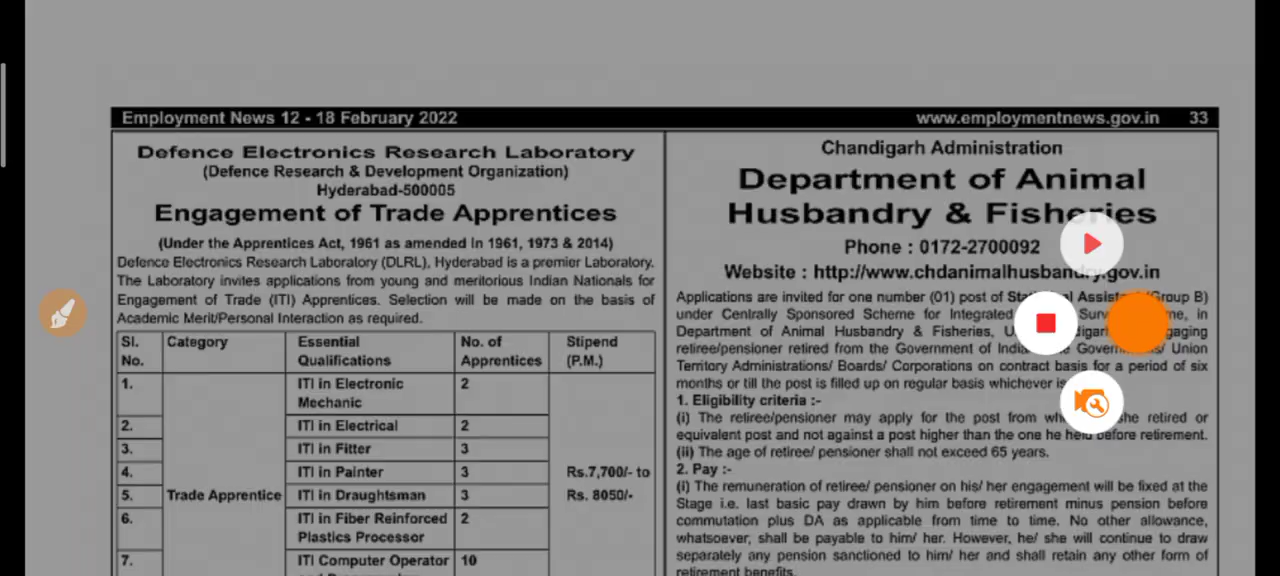 Employment News 12 - 18 February 2022
www.employmentnews.gov.in 33
Defence Electronics Research Laboratory
(Defence Research & Development Organization)
Hyderabad-500005
Engagement of Trade Apprentices
(Under the Apprentices Act, 1961 as amended in 1961, 1973 & 2014)
Defence Electronics Research Laboratory (DLRL), Hyderabad is a premier Laboratory.
The Laboratory invites applications from young and meritorious Indian Nationals for
Engagement of Trade (ITI) Apprentices. Selection will be made on the basis of
Academic Merit/Personal Interaction as required.
Sl. No. Category Essential Qualifications No. of Apprentices Stipend (P.M.)
1. ITI in Electronic Mechanic 2
2. ITI in Electrical 2
3. ITI in Fitter 3
4. ITI in Painter 3 Rs.7,700/- to
5. Trade Apprentice ITI in Draughtsman 3 Rs. 8050/-
6. ITI in Fiber Reinforced Plastics Processor 2
7. ITI Computer Operator 10
Chandigarh Administration
Department of Animal
Husbandry & Fisheries
Phone : 0172-2700092
Website : http://www.chdanimalhusbandry.gov.in
Applications are invited for one number (01) post of Assist (Group B)
under Centrally Sponsored Scheme for Integrated in
Department of Animal Husbandry & Fisheries,
retiree/pensioner retired from the Government of Union
Territory Administrations/ Boards/ Corporations on contract basis for a period of six
months or till the post is filled up on regular basis whichever
1. Eligibility criteria :-
(i) The retiree/pensioner may apply for the post from she retired or
equivalent post and not against a post higher than the one he held before retirement.
(ii) The age of retiree/ pensioner shall not exceed 65 years.
2. Pay :-
(i) The remuneration of retiree/ pensioner on his/ her engagement will be fixed at the
Stage i.e. last basic pay drawn by him before retirement minus pension before
commutation plus DA as applicable from time to time. No other allowance,
whatsoever, shall be payable to him/ her. However, he/ she will continue to draw
separately any pension sanctioned to him/ her and shall retain any other form of
retirement benefits.